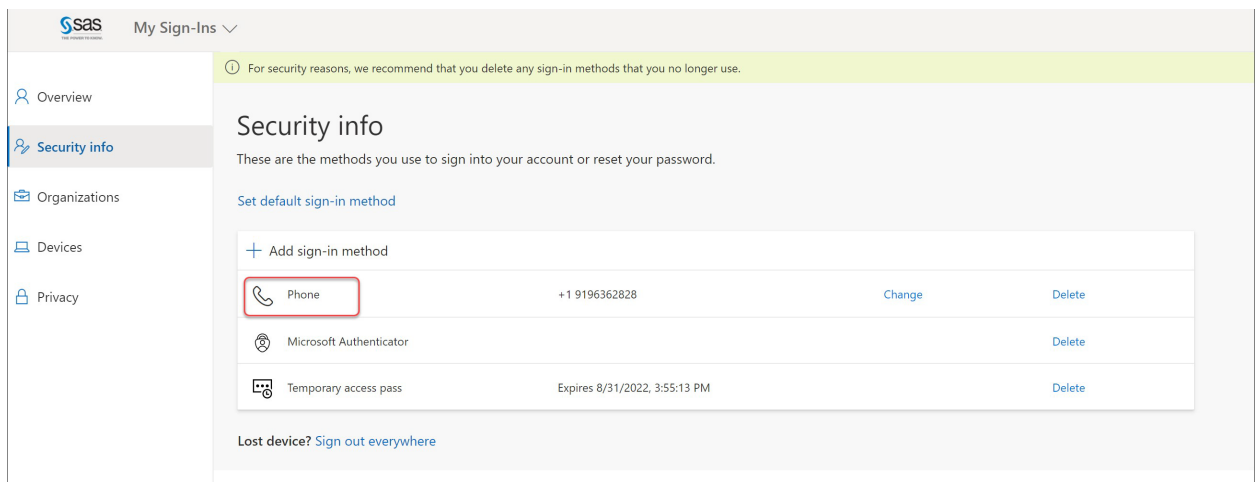 sas
THE POWER TO KNOW.
My Sign-Ins
For security reasons, we recommend that you delete any sign-in methods that you no longer use.
Overview
Security info
Organizations
Devices
Privacy
Security info
These are the methods you use to sign into your account or reset your password.
Set default sign-in method
Add sign-in method
Phone +1 9196362828 Change Delete
Microsoft Authenticator Delete
Temporary access pass Expires 8/31/2022, 3:55:13 PM Delete
Lost device? Sign out everywhere